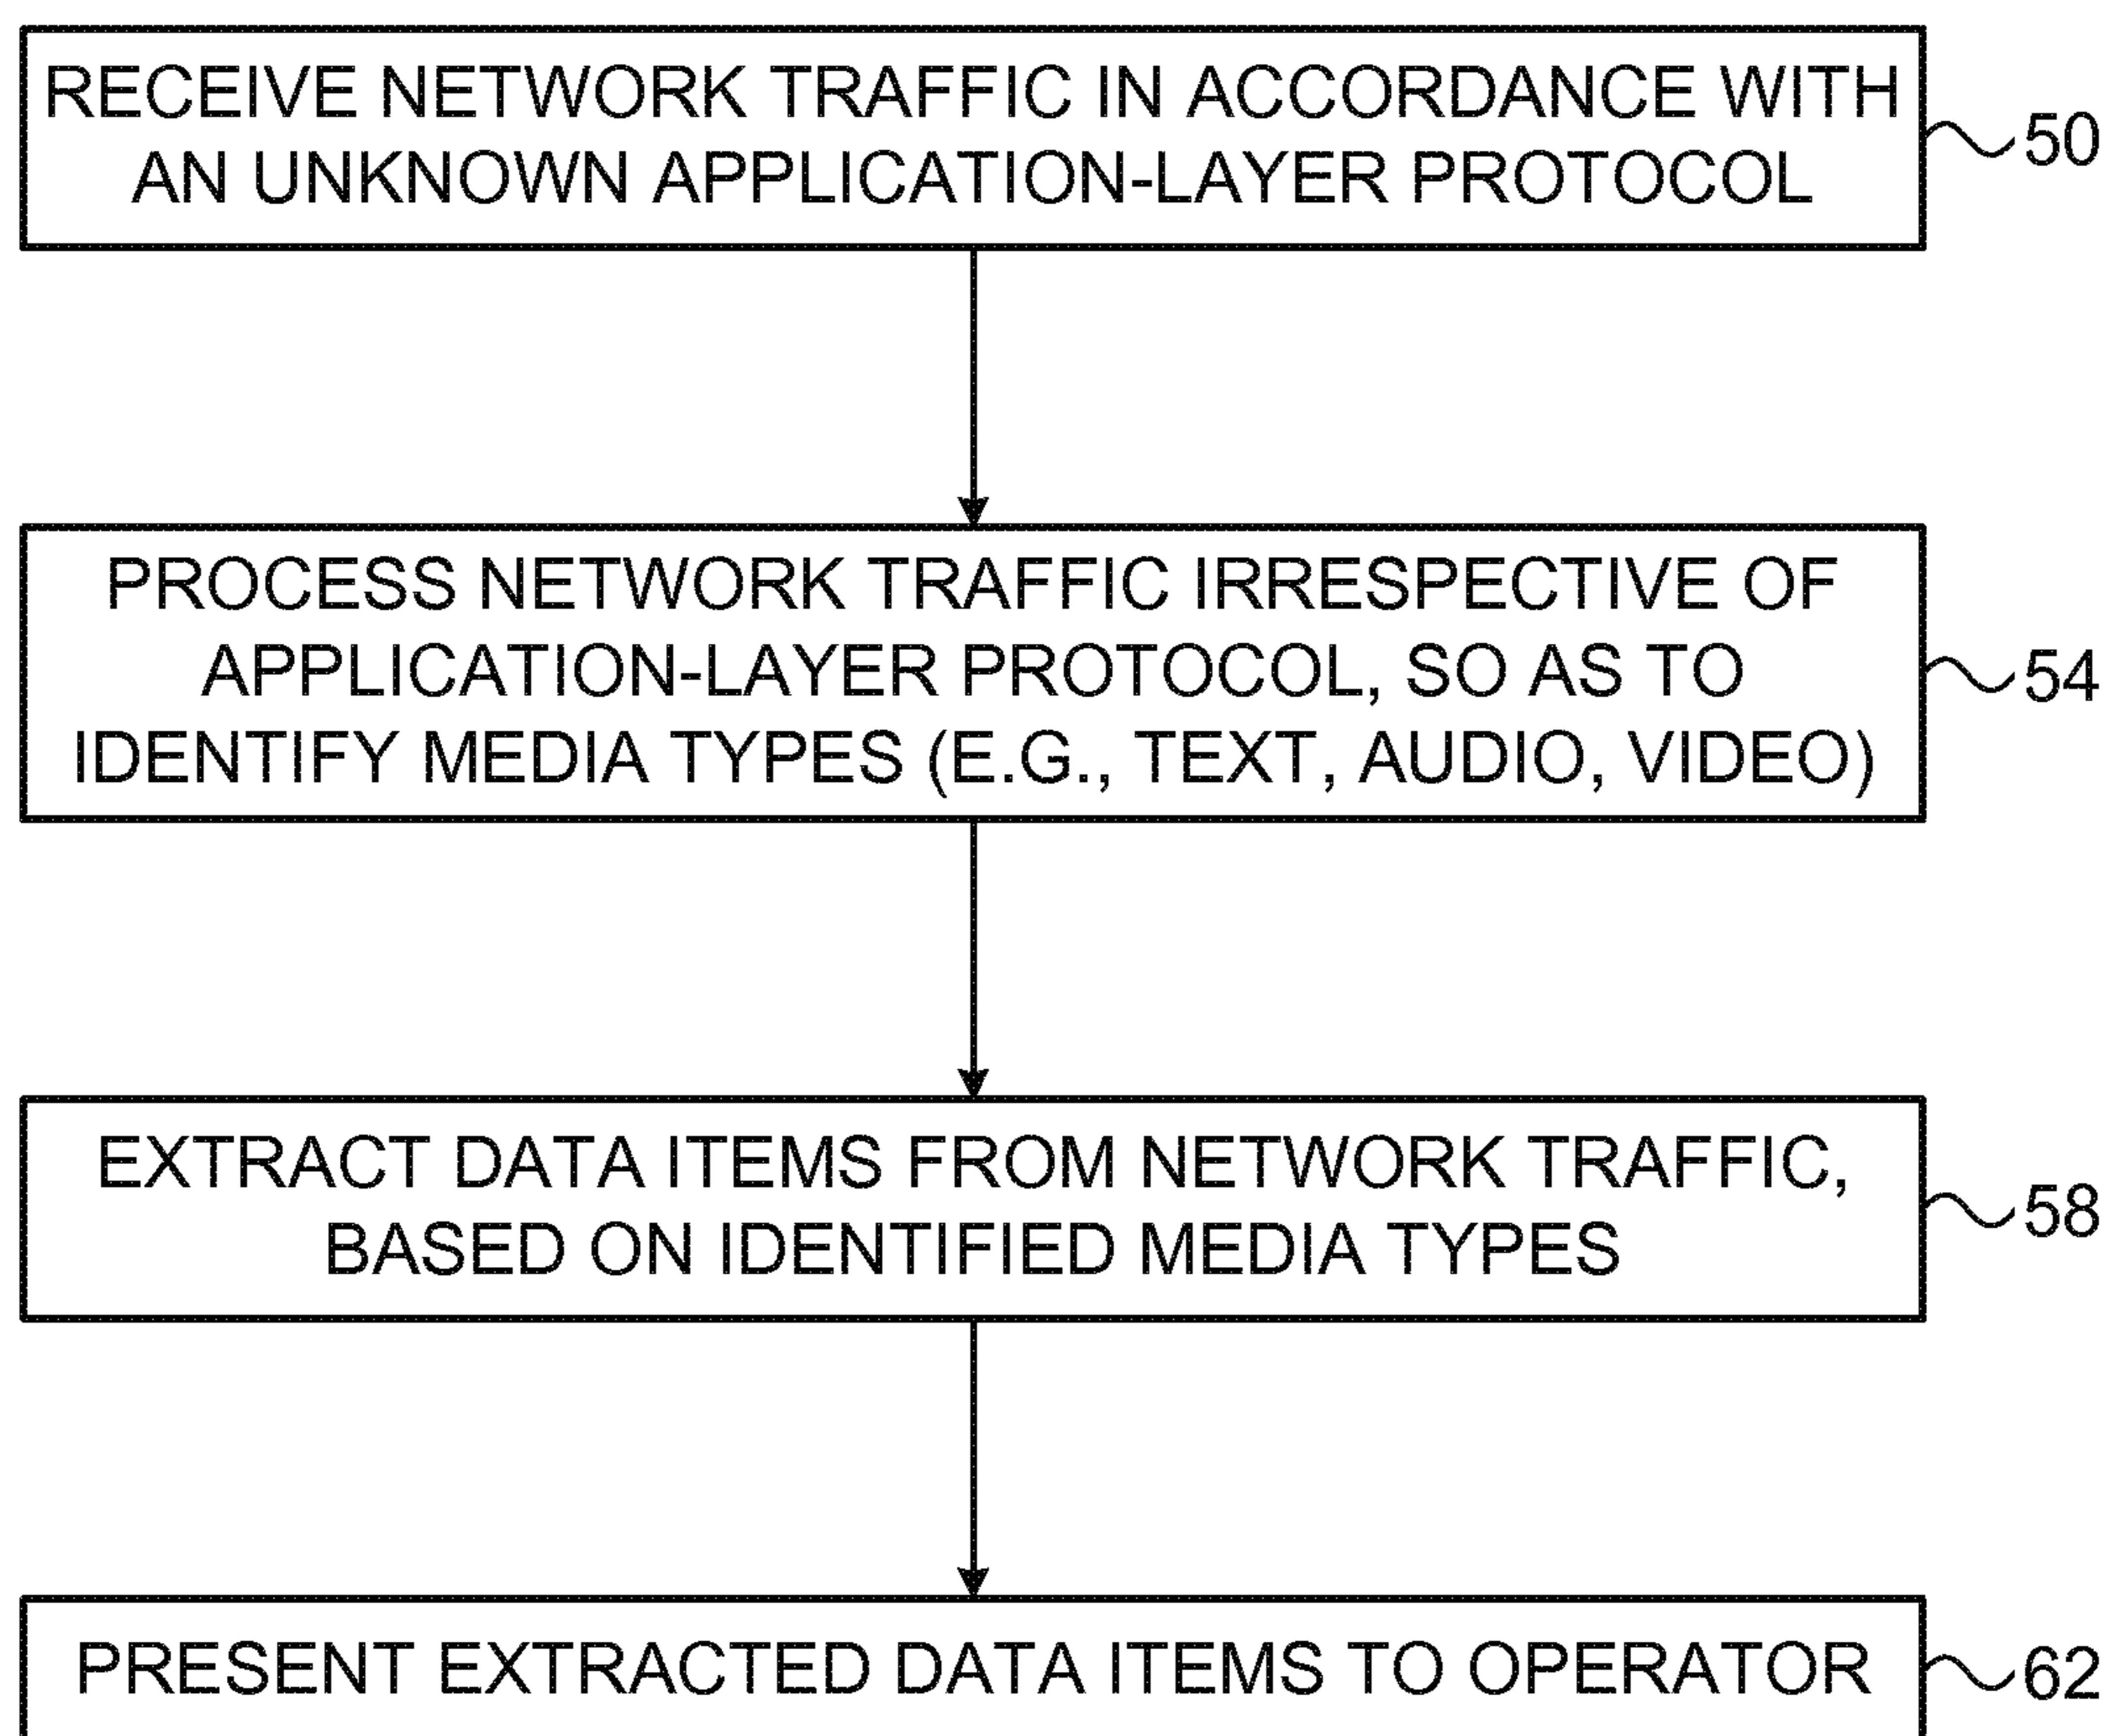 RECEIVE NETWORK TRAFFIC IN ACCORDANCE WITH
AN UNKNOWN APPLICATION-LAYER PROTOCOL
50
PROCESS NETWORK TRAFFIC IRRESPECTIVE OF
APPLICATION-LAYER PROTOCOL, SO AS TO
IDENTIFY MEDIA TYPES (E.G., TEXT, AUDIO, VIDEO)
54
EXTRACT DATA ITEMS FROM NETWORK TRAFFIC,
BASED ON IDENTIFIED MEDIA TYPES
58
PRESENT EXTRACTED DATA ITEMS TO OPERATOR
62